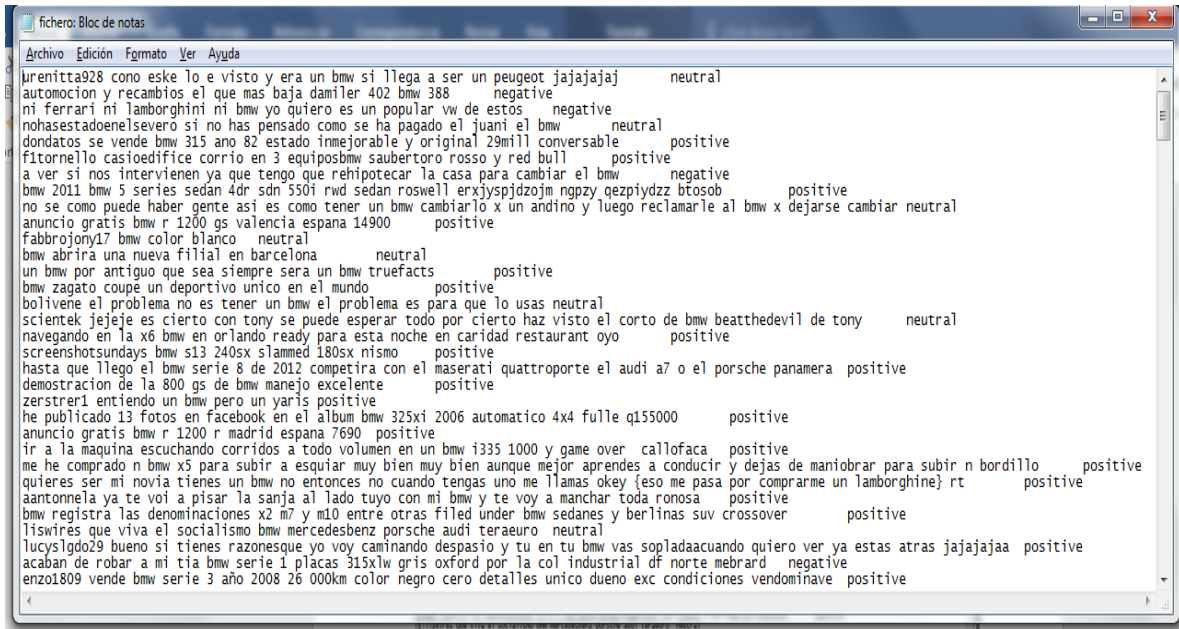 fichero: Bloc de notas
Archivo Edición Formato Ver Ayuda
urenitta928 cono eske lo e visto y era un bmw si llega a ser un peugeot jajajajaj neutral
automocion y recambios el que mas baja damiler 402 bmw 388 negative
ni ferrari ni lamborghini ni bmw yo quiero es un popular vw de estos negative
nohasestadoenelsevero si no has pensado como se ha pagado el juani el bmw neutral
dondatos se vende bmw 315 ano 82 estado inmejorable y original 29mill conversable positive
f1tornello casioedifice corrio en 3 equiposbmw saubertoro rosso y red bull positive
a ver si nos intervienen ya que tengo que rehipotecar la casa para cambiar el bmw negative
bmw 2011 bmw 5 series sedan 4dr sdn 550i rwd sedan roswell erxjyspjdzojm ngpzy qezpiydzz btosob positive
no se como puede haber gente asi es como tener un bmw cambiarlo x un andino y luego reclamarle al bmw x dejarse cambiar neutral
anuncio gratis bmw r 1200 gs valencia espana 14900 positive
fabbrojony17 bmw color blanco neutral
bmw abrira una nueva filial en barcelona neutral
un bmw por antiguo que sea siempre sera un bmw truefacts positive
bmw zagato coupe un deportivo unico en el mundo positive
bolivene el problema no es tener un bmw el problema es para que lo usas neutral
scientek jejeje es cierto con tony se puede esperar todo por cierto haz visto el corto de bmw beatthedevil de tony neutral
navegando en la x6 bmw en orlando ready para esta noche en caridad restaurant oyo positive
screenshotsundays bmw s13 240sx slammed 180sx nismo positive
hasta que llego el bmw serie 8 de 2012 competira con el maserati quattroporte el audi a7 o el porsche panamera positive
demostracion de la 800 gs de bmw manejo excelente positive
zerstrer1 entiendo un bmw pero un yaris positive
he publicado 13 fotos en facebook en el album bmw 325xi 2006 automatico 4x4 fulle q155000 positive
anuncio gratis bmw r 1200 r madrid espana 7690 positive
ir a la maquina escuchando corridos a todo volumen en un bmw i335 1000 y game over callofaca positive
me he comprado n bmw x5 para subir a esquiar muy bien muy bien aunque mejor aprendes a conducir y dejas de maniobrar para subir n bordillo positive
quieres ser mi novia tienes un bmw no entonces no cuando tengas uno me llamas okey {eso me pasa por comprarme un lamborghine} rt positive
aantonnela ya te voi a pisar la sanja al lado tuyo con mi bmw y te voy a manchar toda ronosa positive
bmw registra las denominaciones x2 m7 y m10 entre otras filed under bmw sedanes y berlinas suv crossover positive
liswires que viva el socialismo bmw mercedesbenz porsche audi teraeuro neutral
lucyslgdo29 bueno si tienes razonesque yo voy caminando despasio y tu en tu bmw vas sopladaacuando quiero ver ya estas atras jajajajaa positive
acaban de robar a mi tia bmw serie 1 placas 315xlw gris oxford por la col industrial df norte mebrard negative
enzo1809 vende bmw serie 3 año 2008 26 000km color negro cero detalles unico dueno exc condiciones vendominave positive